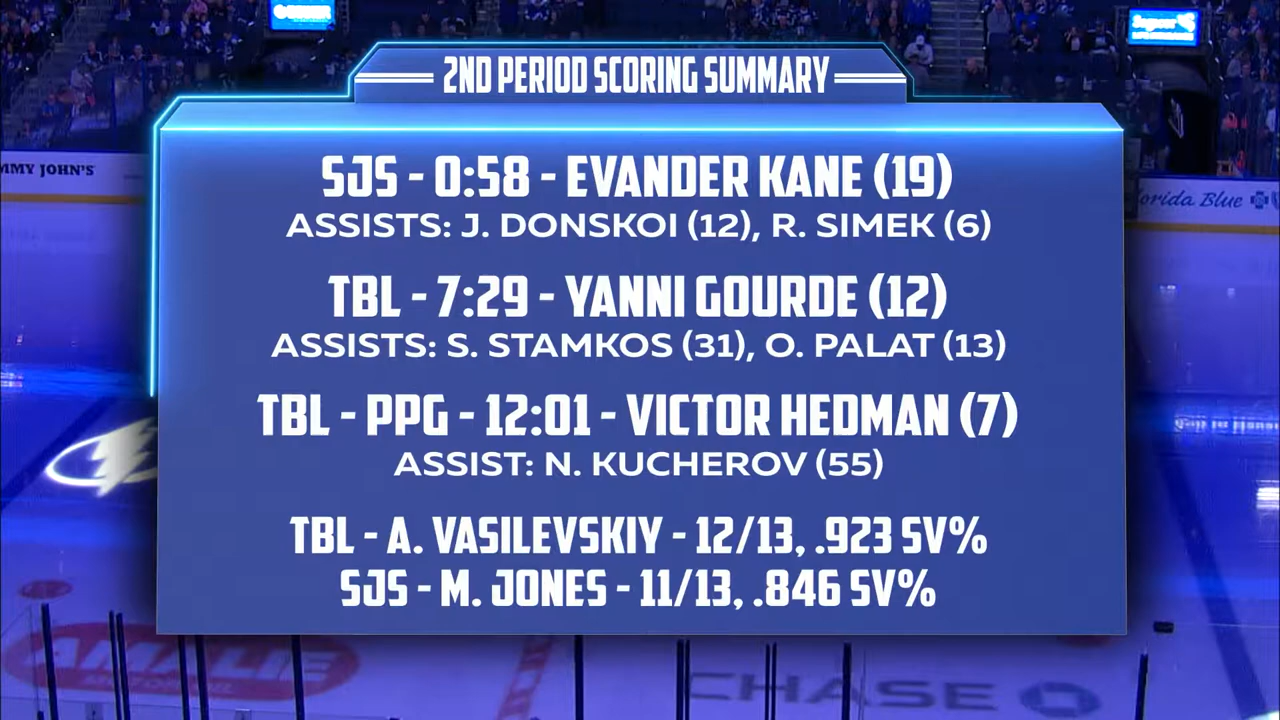 2ND PERIOD SCORING SUMMARY
SJS - 0:58 - EVANDER KANE (19)
ASSISTS: J. DONSKOI (12), R. SIMEK (6)
TBL - 7:29 - YANNI GOURDE (12)
ASSISTS: S. STAMKOS (31), O. PALAT (13)
TBL - PPG - 12:01 - VICTOR HEDMAN (7)
ASSIST: N. KUCHEROV (55)
TBL - A. VASILEVSKIY - 12/13, .923 SV%
SJS - M. JONES - 11/13, .846 SV%
MMY JOHN'S
orida Blue
AMALIE
CHASE